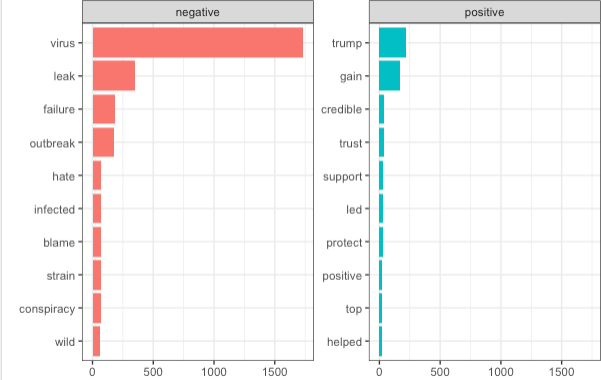 negative
virus
leak
failure
outbreak
hate
infected
blame
strain
conspiracy
wild
0 500 1000 1500
positive
trump
gain
credible
trust
support
led
protect
positive
top
helped
0 500 1000 1500